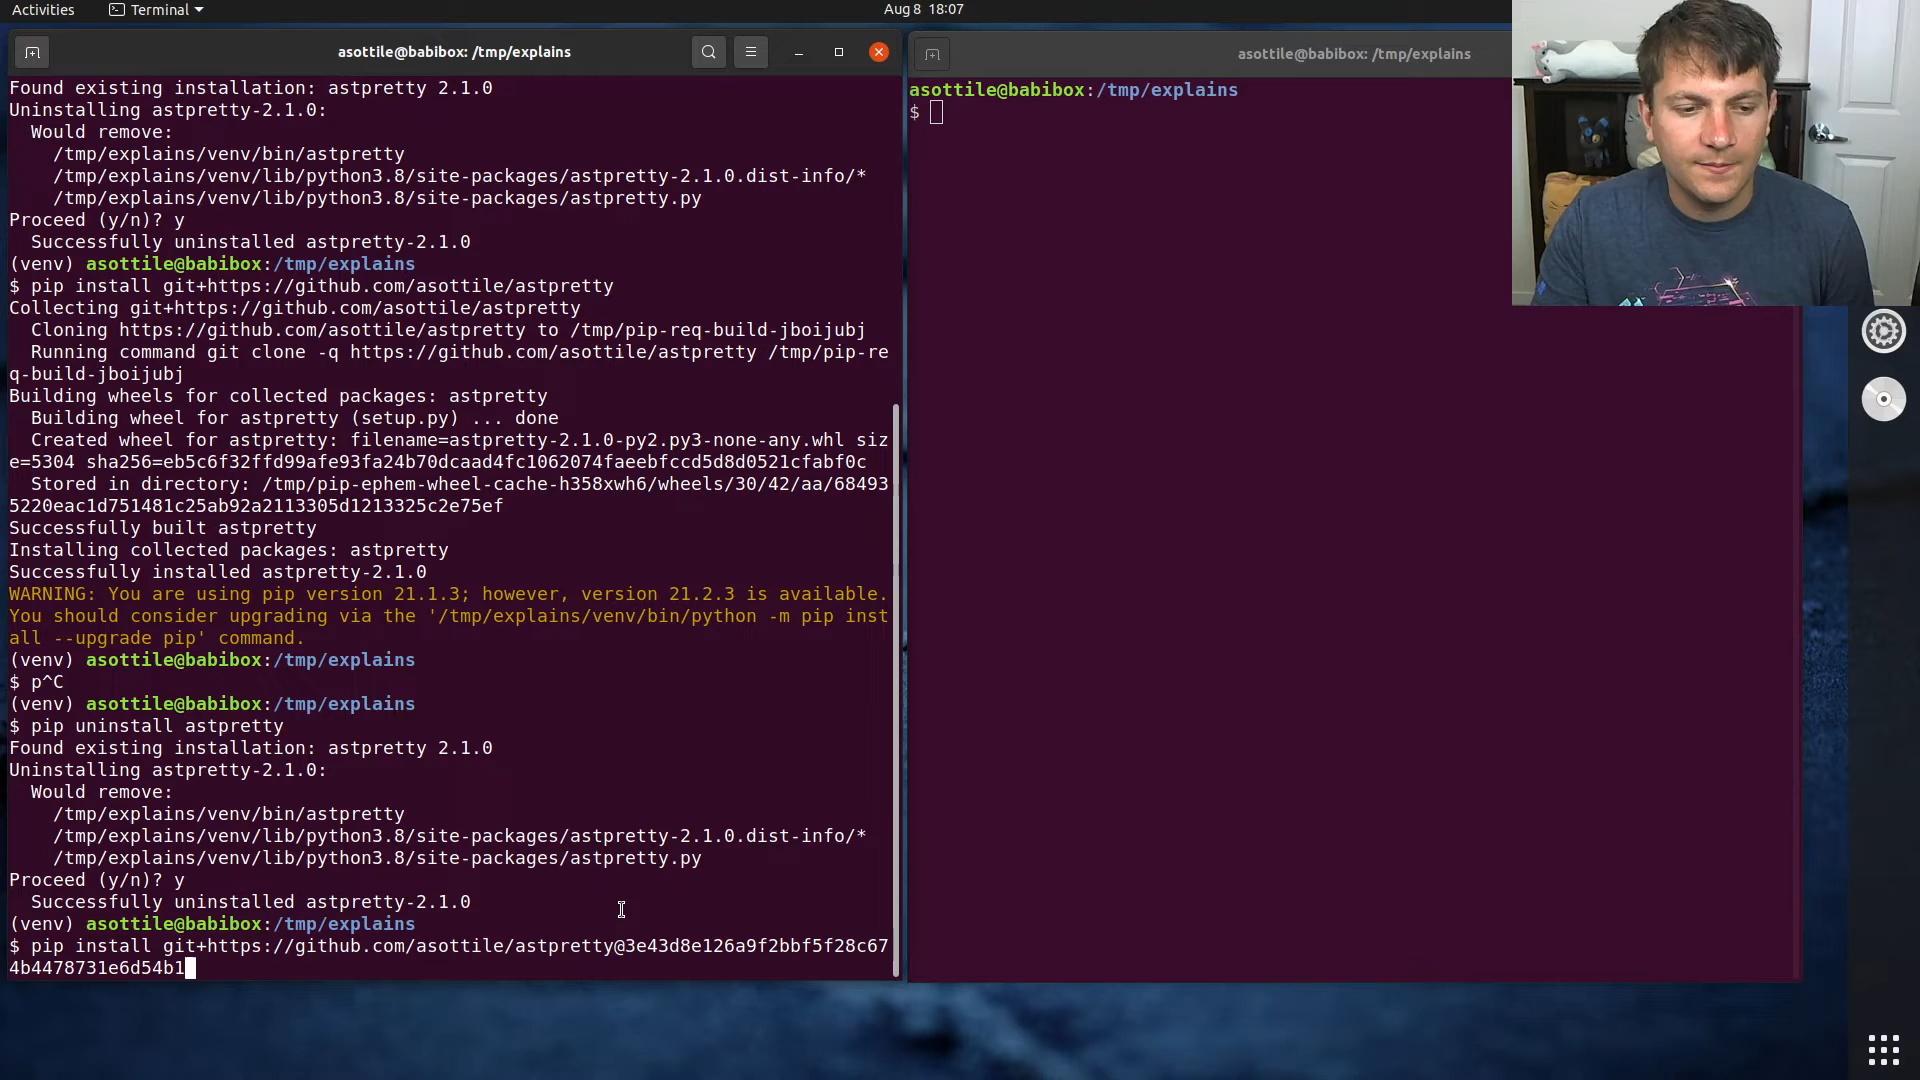 Activities
Terminal
Aug 8 18:07
asottile@babibox: /tmp/explains
Found existing installation: astpretty 2.1.0
Uninstalling astpretty-2.1.0:
Would remove:
/tmp/explains/venv/bin/astpretty
/tmp/explains/venv/lib/python3.8/site-packages/astpretty-2.1.0.dist-info/*
/tmp/explains/venv/lib/python3.8/site-packages/astpretty.py
Proceed (y/n)? y
Successfully uninstalled astpretty-2.1.0
(venv) asottile@babibox:/tmp/explains
$ pip install git+https://github.com/asottile/astpretty
Collecting git+https://github.com/asottile/astpretty
Cloning https://github.com/asottile/astpretty to /tmp/pip-req-build-jboijubj
Running command git clone -q https://github.com/asottile/astpretty /tmp/pip-re
q-build-jboijubj
Building wheels for collected packages: astpretty
Building wheel for astpretty (setup.py) ... done
Created wheel for astpretty: filename=astpretty-2.1.0-py2.py3-none-any.whl siz
e=5304 sha256=eb5c6f32ffd99afe93fa24b70dcaad4fc1062074faeebfccd5d8d0521cfabf0c
Stored in directory: /tmp/pip-ephem-wheel-cache-h358xwh6/wheels/30/42/aa/68493
5220eac1d751481c25ab92a2113305d1213325c2e75ef
Successfully built astpretty
Installing collected packages: astpretty
Successfully installed astpretty-2.1.0
WARNING: You are using pip version 21.1.3; however, version 21.2.3 is available.
You should consider upgrading via the '/tmp/explains/venv/bin/python -m pip inst
all --upgrade pip' command.
(venv) asottile@babibox:/tmp/explains
$ p^C
(venv) asottile@babibox:/tmp/explains
$ pip uninstall astpretty
Found existing installation: astpretty 2.1.0
Uninstalling astpretty-2.1.0:
Would remove:
/tmp/explains/venv/bin/astpretty
/tmp/explains/venv/lib/python3.8/site-packages/astpretty-2.1.0.dist-info/*
/tmp/explains/venv/lib/python3.8/site-packages/astpretty.py
Proceed (y/n)? y
Successfully uninstalled astpretty-2.1.0
(venv) asottile@babibox:/tmp/explains
$ pip install git+https://github.com/asottile/astpretty@3e43d8e126a9f2bbf5f28c67
4b4478731e6d54b1
asottile@babibox: /tmp/explains
asottile@babibox:/tmp/explains
$